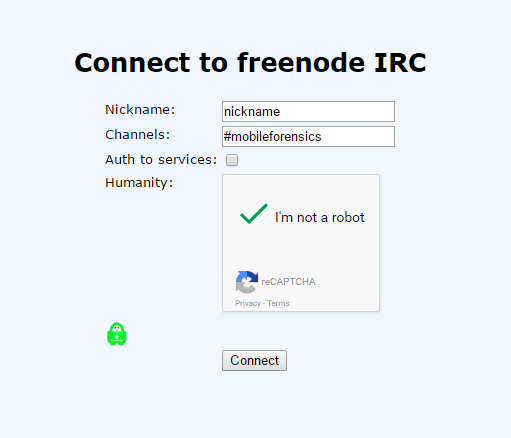 Connect to freenode IRC
Nickname: nickname
Channels: #mobileforensics
Auth to services:
Humanity:
I'm not a robot
reCAPTCHA
Privacy - Terms
Connect